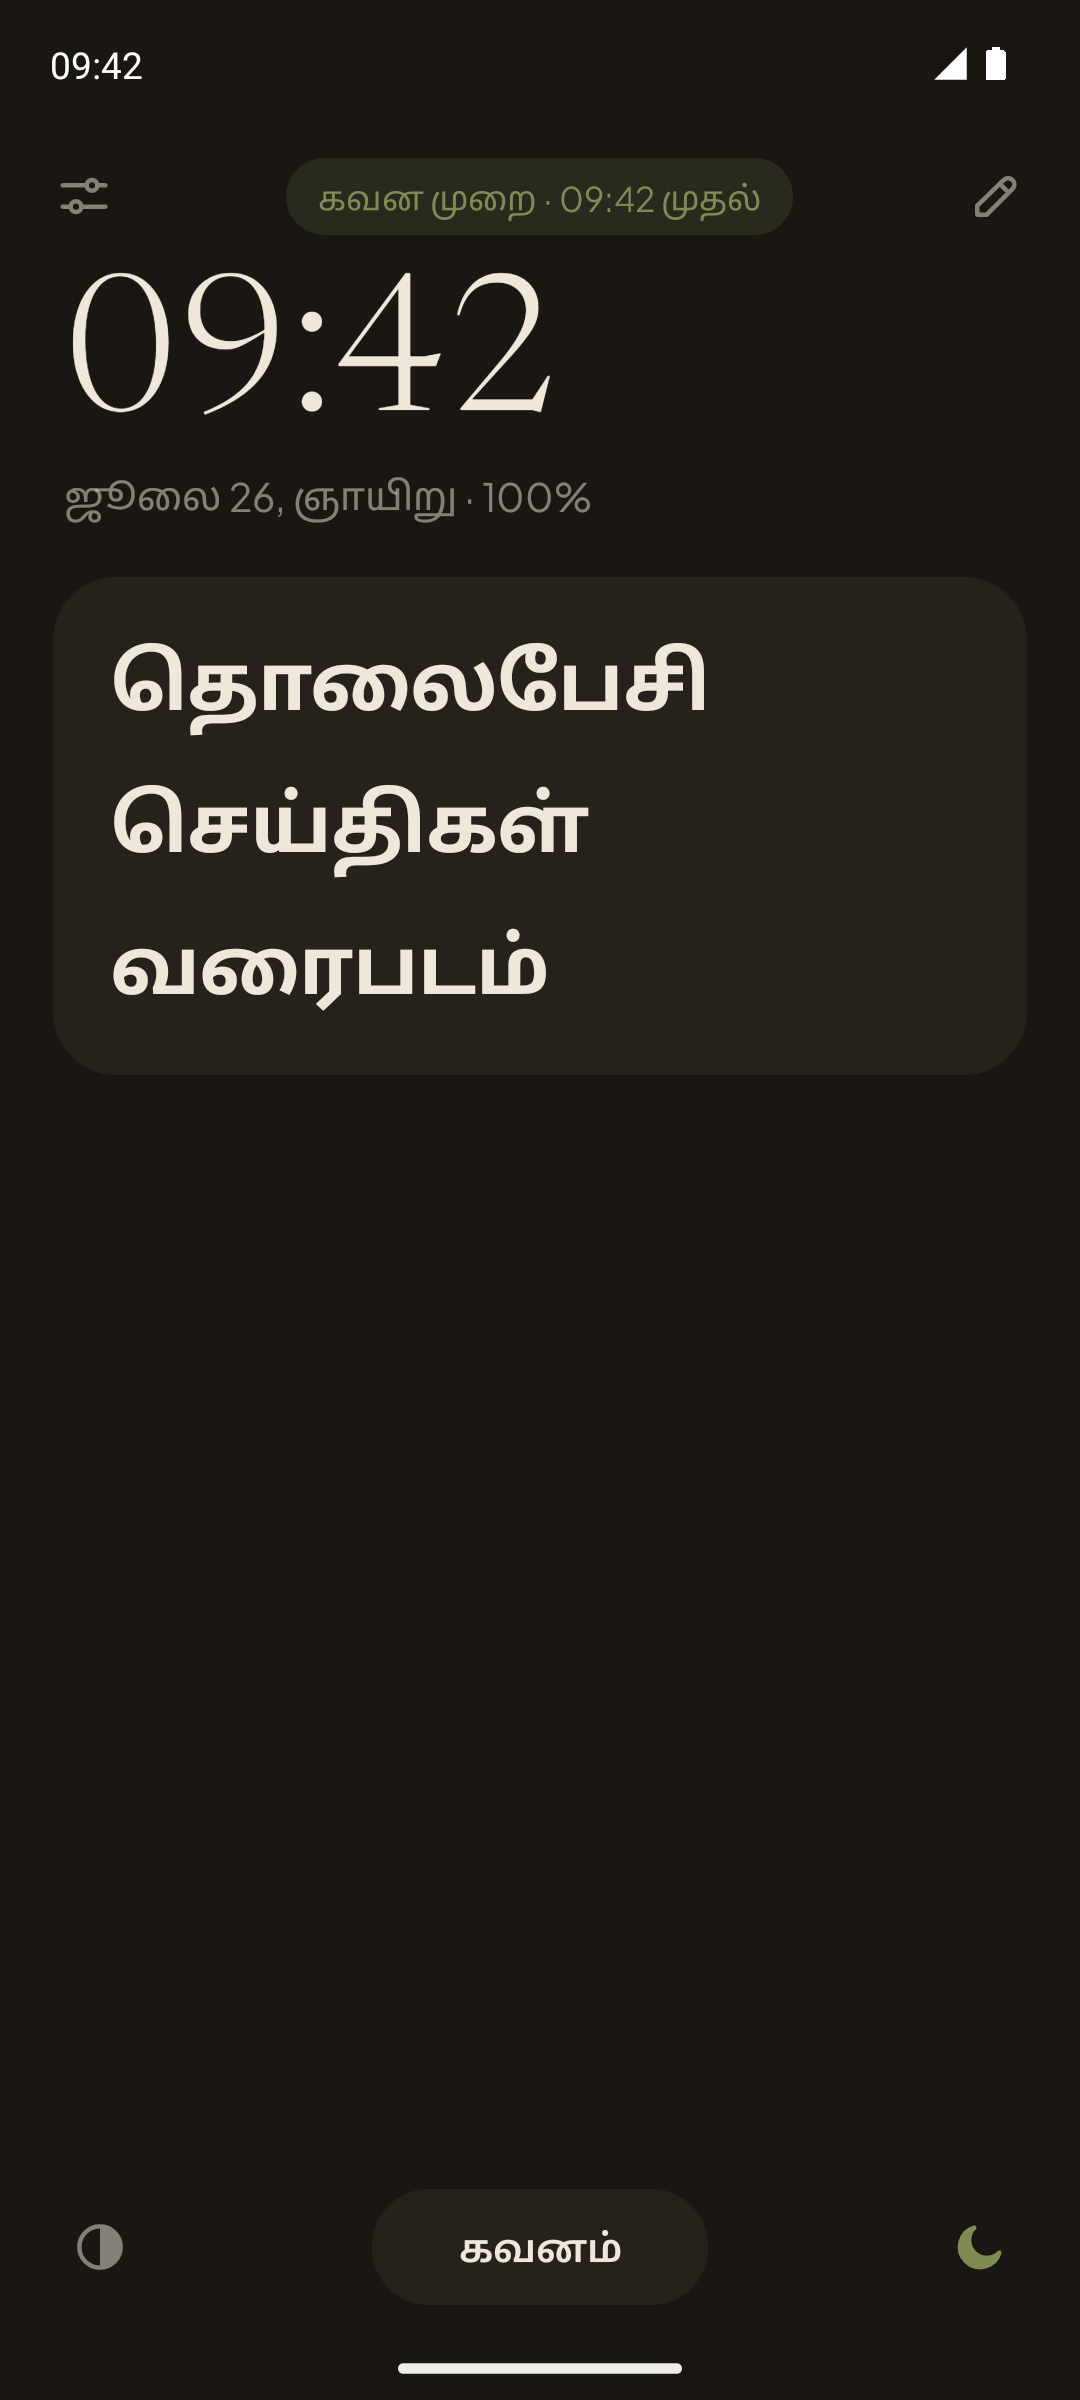 09:42
கவன முறை · 09:42 முதல்
09:42
ஜூலை 26, ஞாயிறு · 100%
தொலைபேசி
செய்திகள்
வரைபடம்
கவனம்